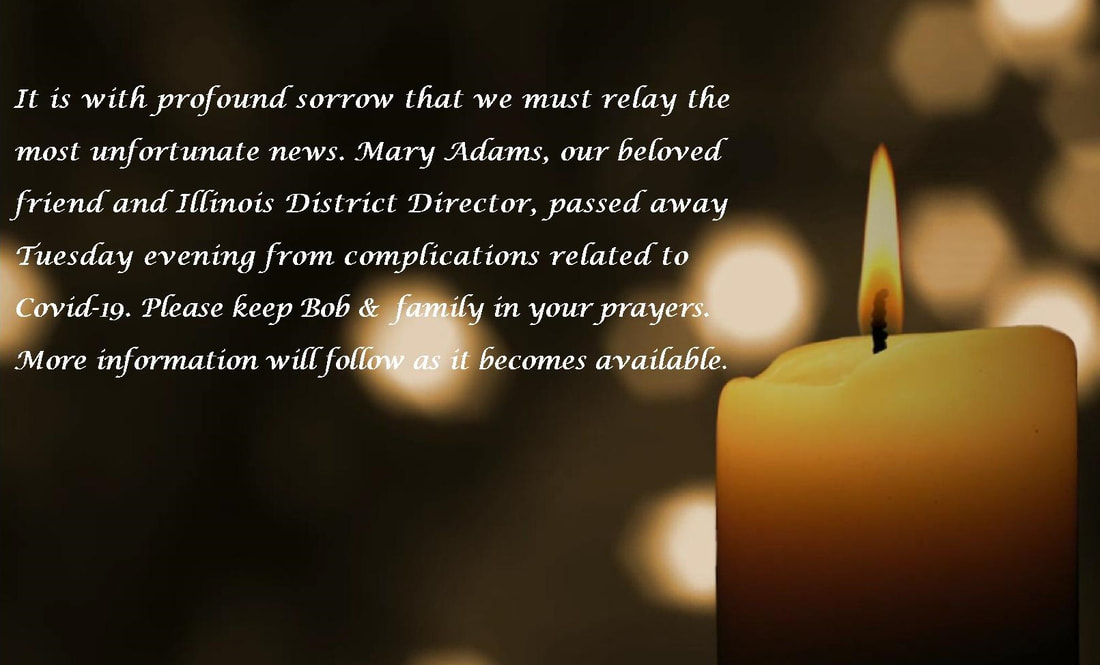 It is with profound sorrow that we must relay the
most unfortunate news. Mary Adams, our beloved
friend and Illinois District Director, passed away
Tuesday evening from complications related to
Covid-19. Please keep Bob & family in your prayers.
More information will follow as it becomes available.